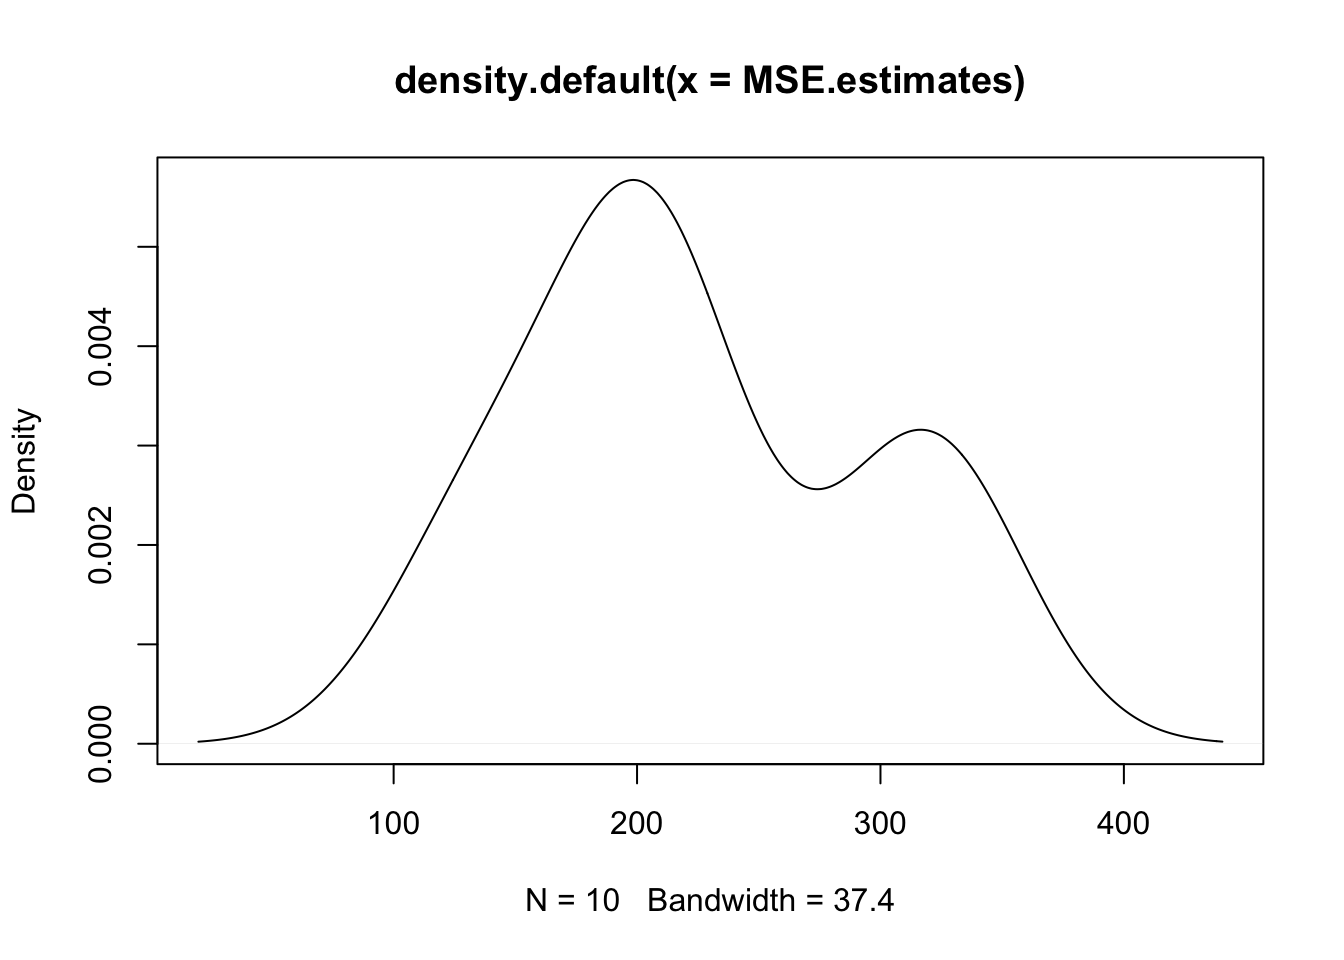 density.default(x = MSE.estimates)
Density
0.004
0.002
0.000
100 200 300 400
N = 10 Bandwidth = 37.4